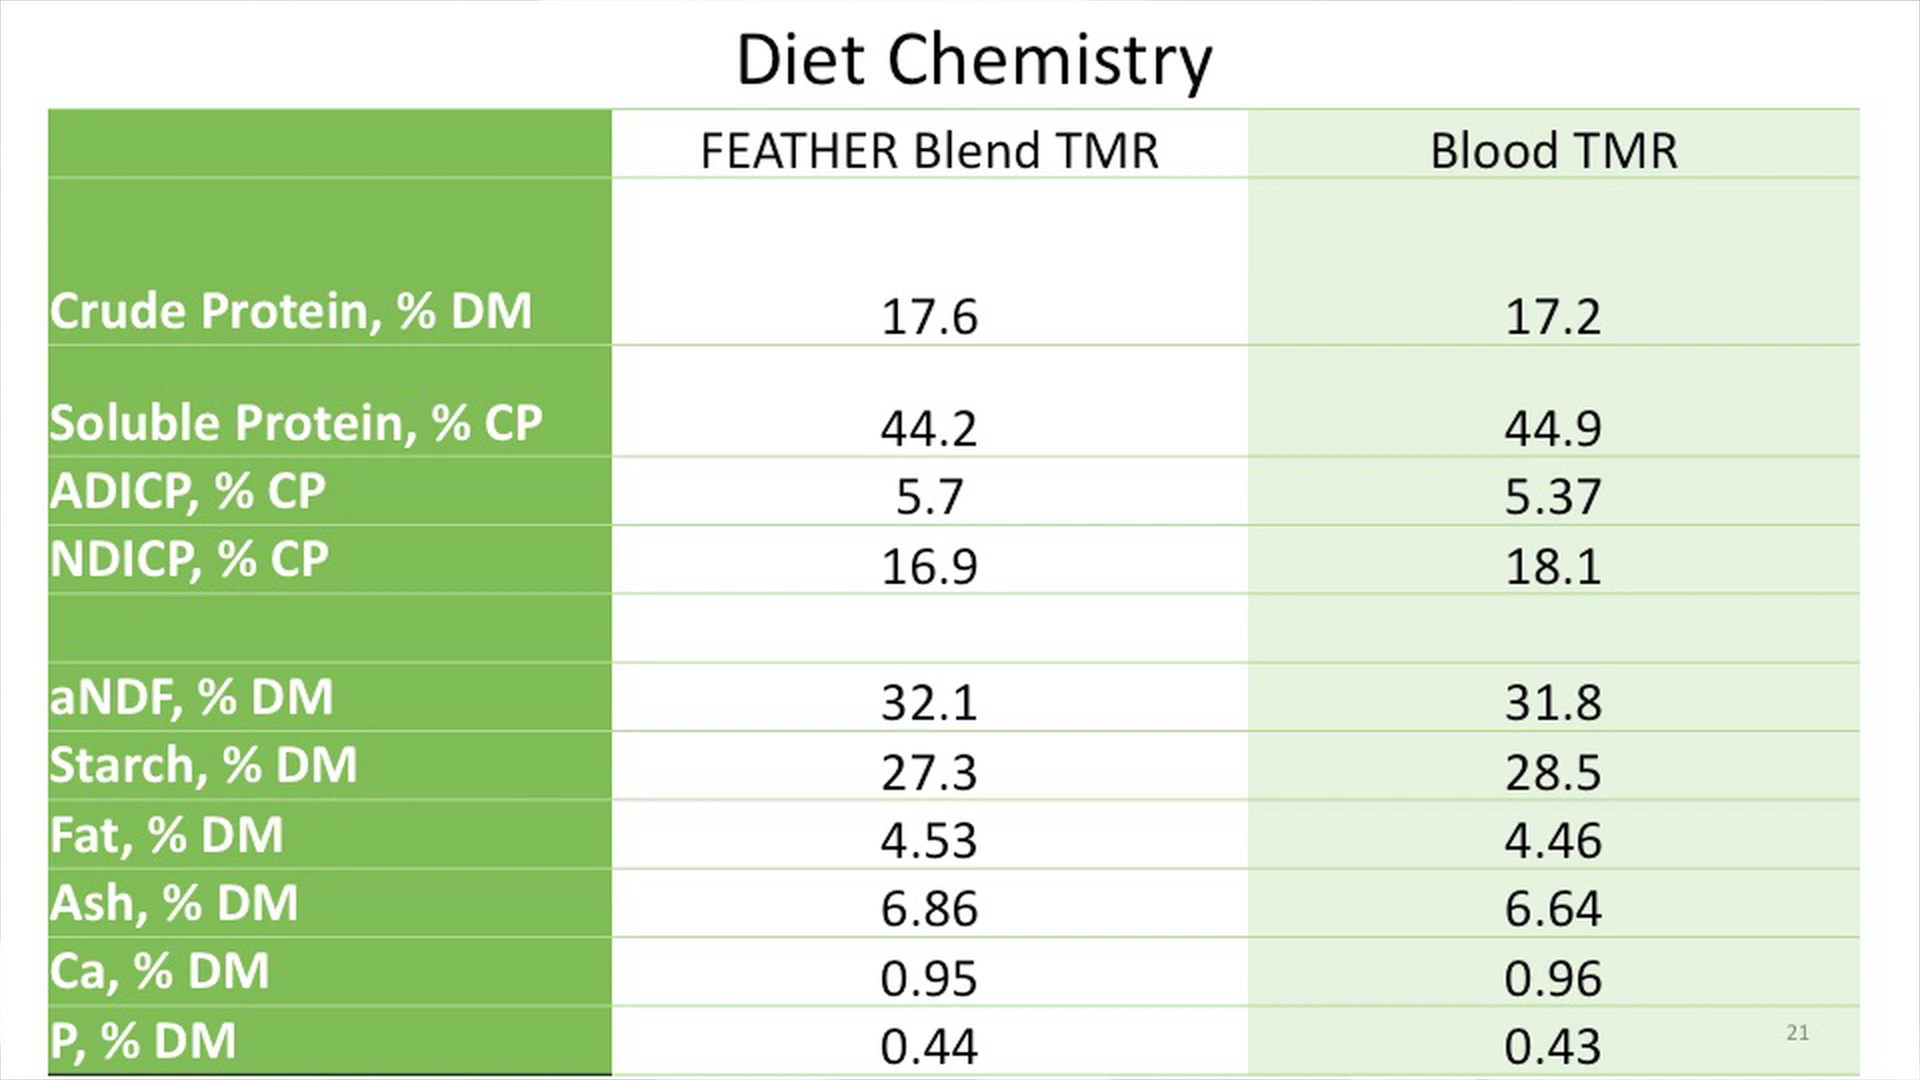 Diet Chemistry
FEATHER Blend TMR Blood TMR
Crude Protein, % DM 17.6 17.2
Soluble Protein, % CP 44.2 44.9
ADICP, % CP 5.7 5.37
NDICP, % CP 16.9 18.1
aNDF, % DM 32.1 31.8
Starch, % DM 27.3 28.5
Fat, % DM 4.53 4.46
Ash, % DM 6.86 6.64
Ca, % DM 0.95 0.96
P, % DM 0.44 0.43
21